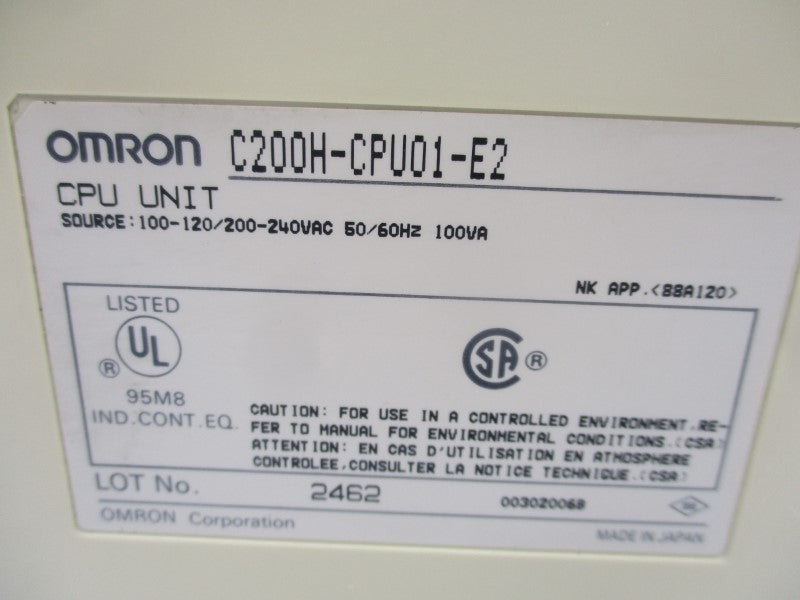 OMRON C200H-CPU01-E2
CPU UNIT
SOURCE:100-120/200-240VAC 50/60Hz 100VA
NK APP.<88A120>
LISTED
UL
®
95M8
IND.CONT.EQ.
SA ®
CAUTION: FOR USE IN A CONTROLLED ENVIRONMENT.RE-
FER TO MANUAL FOR ENVIRONMENTAL CONDITIONS.(CSA)
ATTENTION: EN CAS D'UTILISATION EN ATMOSPHERE
CONTROLEE,CONSULTER LA NOTICE TECHNIQUE.(CSA)
LOT No. 2462 003020068
OMRON Corporation
MADE IN JAPAN